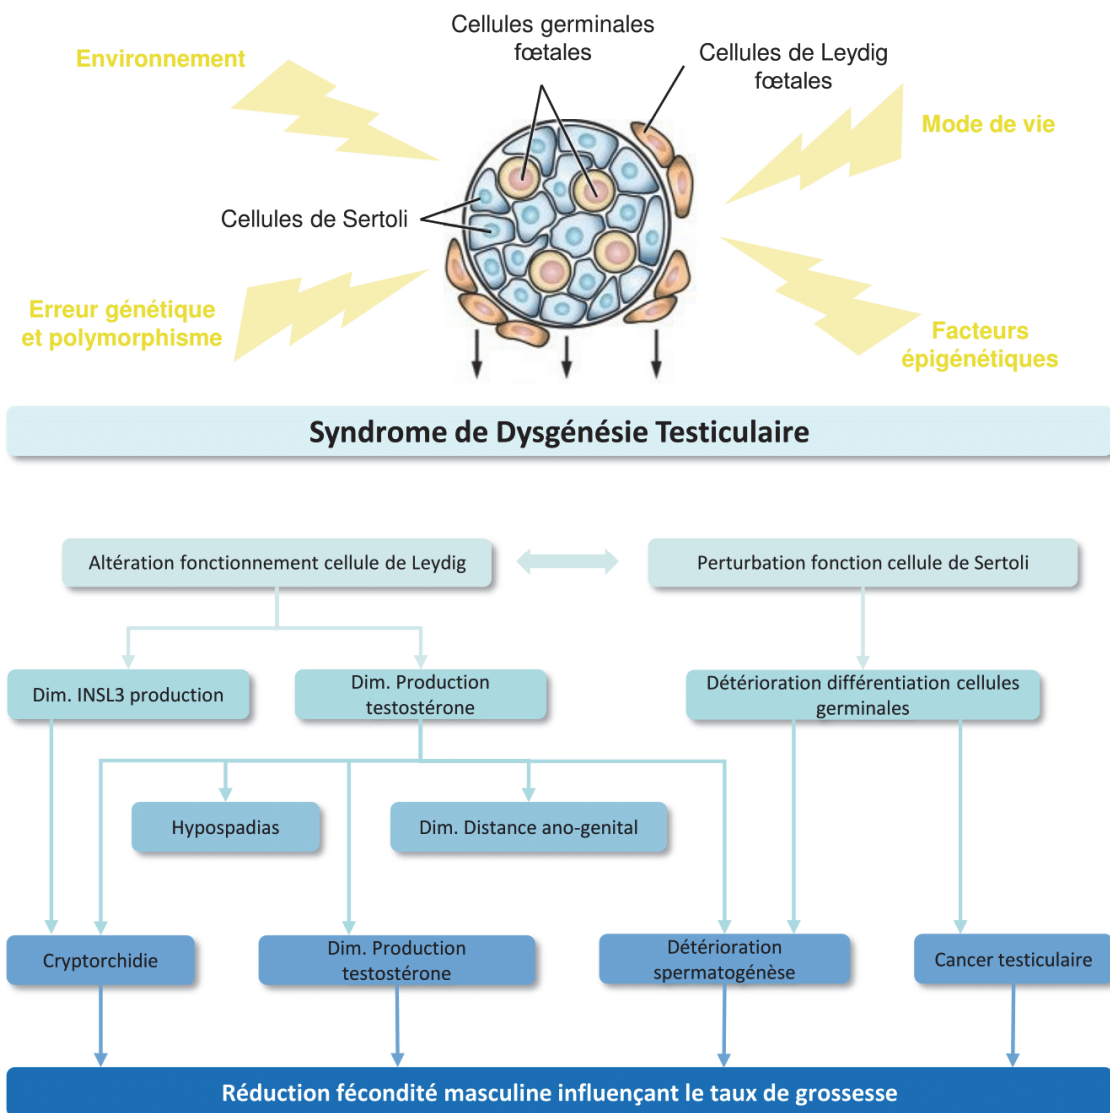 Cellules germinales
fœtales
Environnement
Cellules de Leydig
fœtales
Mode de vie
Cellules de Sertoli
Erreur génétique
et polymorphisme
Facteurs
épigénétiques
Syndrome de Dysgénésie Testiculaire
Altération fonctionnement cellule de Leydig
Perturbation fonction cellule de Sertoli
Dim. INSL3 production
Dim. Production
testostérone
Détérioration différentiation cellules
germinales
Hypospadias
Dim. Distance ano-genital
Cryptorchidie
Dim. Production
testostérone
Détérioration
spermatogénèse
Cancer testiculaire
Réduction fécondité masculine influençant le taux de grossesse